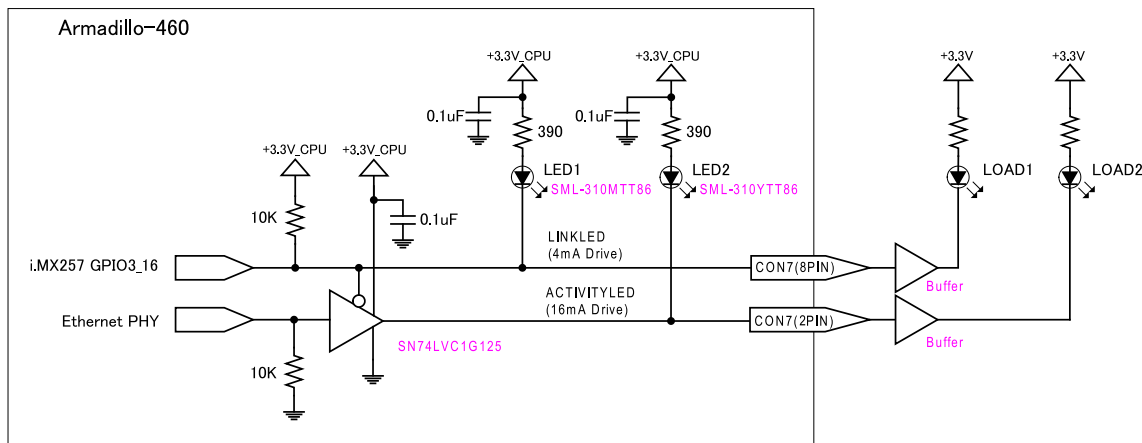 Armadillo-460
+3.3V_CPU
+3.3V_CPU
+3.3V
+3.3V
0.1uF
390
0.1uF
390
+3.3V_CPU
+3.3V_CPU
LED1
SML-310MTT86
LED2
SML-310YTT86
LOAD1
LOAD2
10K
0.1uF
LINKLED
(4mA Drive)
i.MX257 GPIO3_16
CON7(8PIN)
Buffer
ACTIVITYLED
(16mA Drive)
Ethernet PHY
CON7(2PIN)
Buffer
SN74LVC1G125
10K